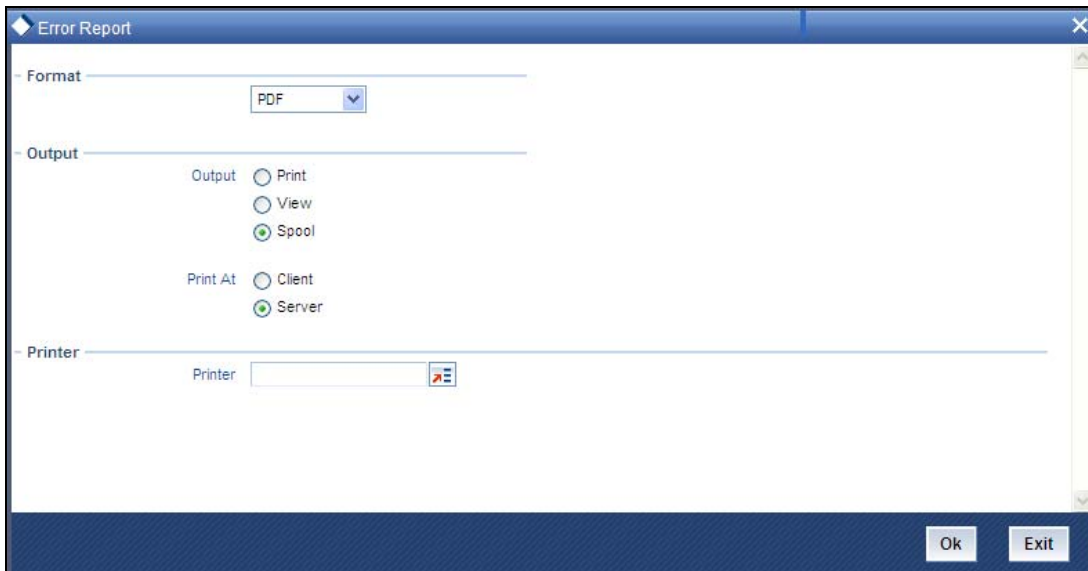 Error Report
Format
PDF
Output
Output Print
View
Spool
Print At Client
Server
Printer
Printer
Ok Exit